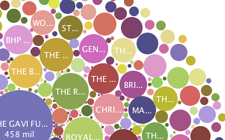 WO...
ST...
BHP ...
GEN...
TH...
THE ...
THE B...
THE ...
BRI...
THE R...
TH...
CHRI...
MA...
THE GAVI FU...
458 mil
ROYAL...
TH...